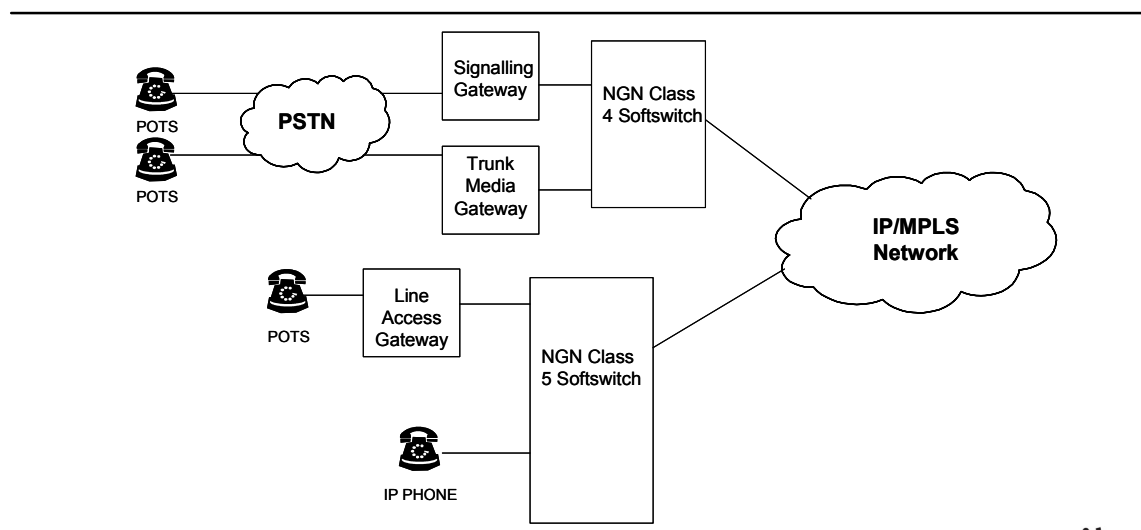 Signalling
Gateway
NGN Class
4 Softswitch
POTS
PSTN
POTS
Trunk
Media
Gateway
IP/MPLS
Network
Line
Access
Gateway
POTS
NGN Class
5 Softswitch
IP PHONE